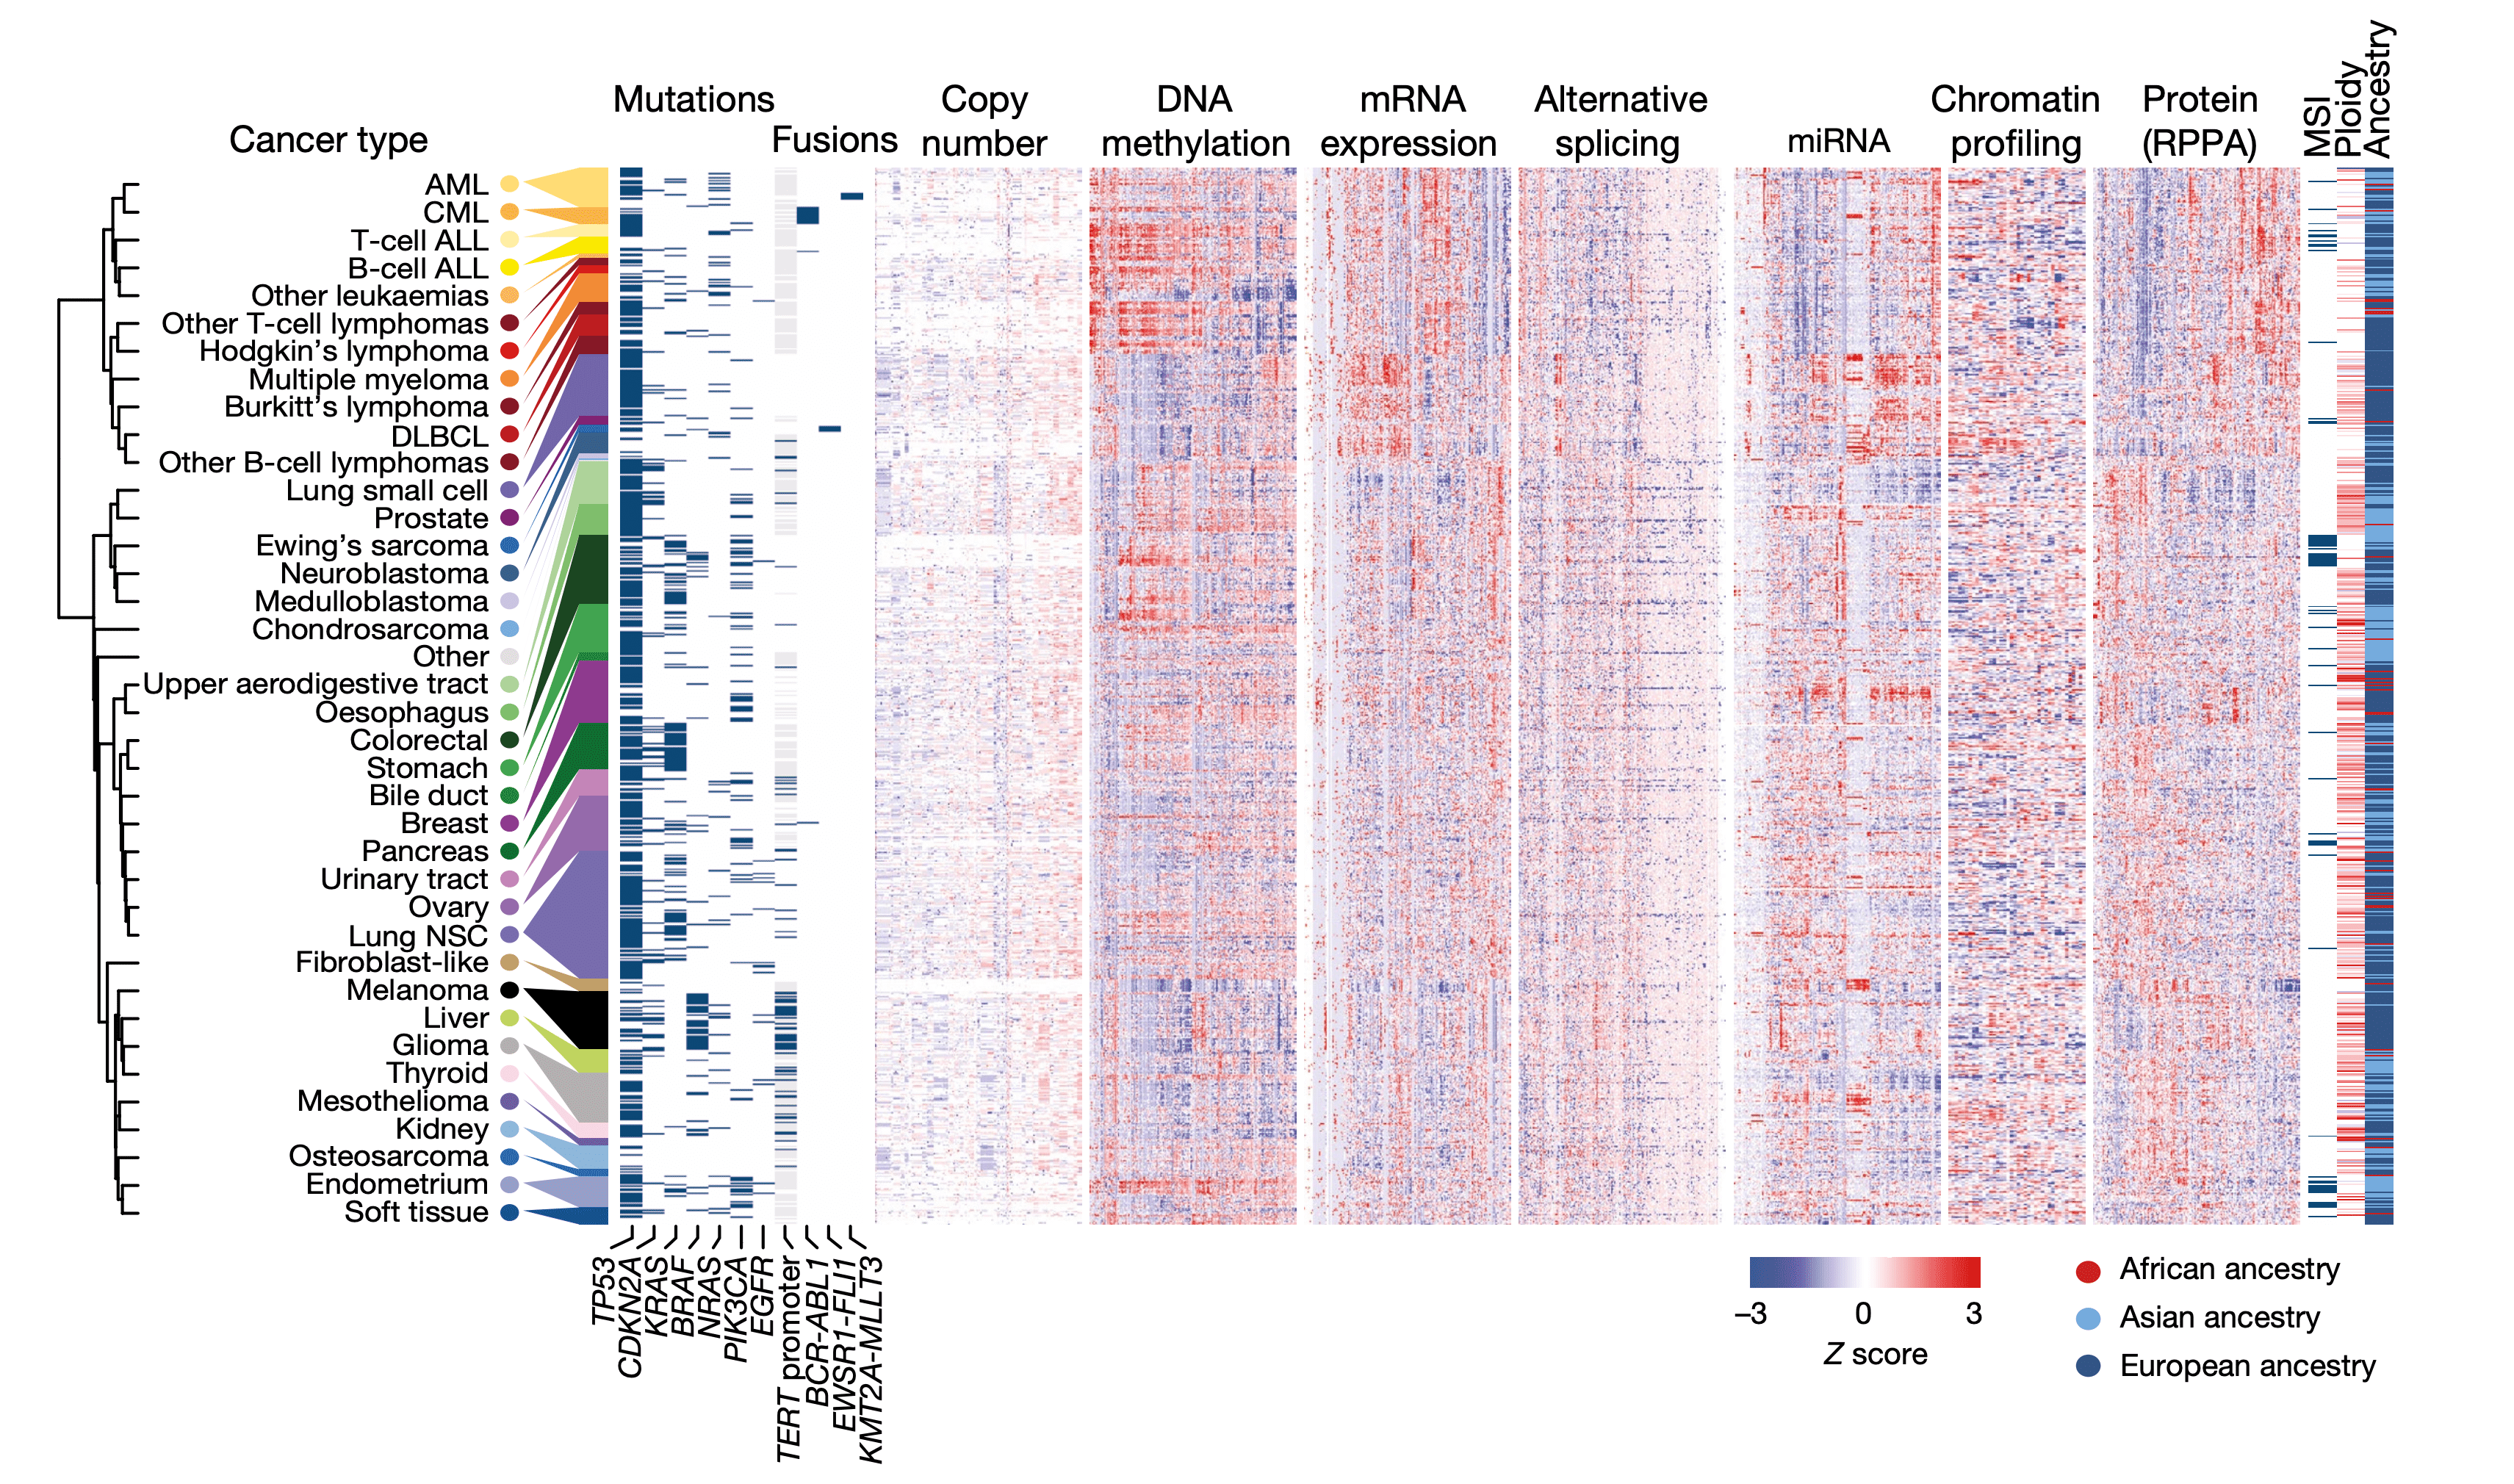 Mutations
Fusions
Cancer type
Copy
number
DNA
methylation
mRNA
expression
Alternative
splicing
miRNA
Chromatin
profiling
Protein
(RPPA)
MSI
Ploidy
Ancestry
AML
CML
T-cell ALL
B-cell ALL
Other leukaemias
Other T-cell lymphomas
Hodgkin’s lymphoma
Multiple myeloma
Burkitt’s lymphoma
DLBCL
Other B-cell lymphomas
Lung small cell
Prostate
Ewing’s sarcoma
Neuroblastoma
Medulloblastoma
Chondrosarcoma
Other
Upper aerodigestive tract
Oesophagus
Colorectal
Stomach
Bile duct
Breast
Pancreas
Urinary tract
Ovary
Lung NSC
Fibroblast-like
Melanoma
Liver
Glioma
Thyroid
Mesothelioma
Kidney
Osteosarcoma
Endometrium
Soft tissue
TP53
CDKN2A
KRAS
BRAF
NRAS
PIK3CA
EGFR
TERT promoter
BCR-ABL1
EWSR1-FLI1
KMT2A-MLLT3
–3 0 3
Z score
African ancestry
Asian ancestry
European ancestry